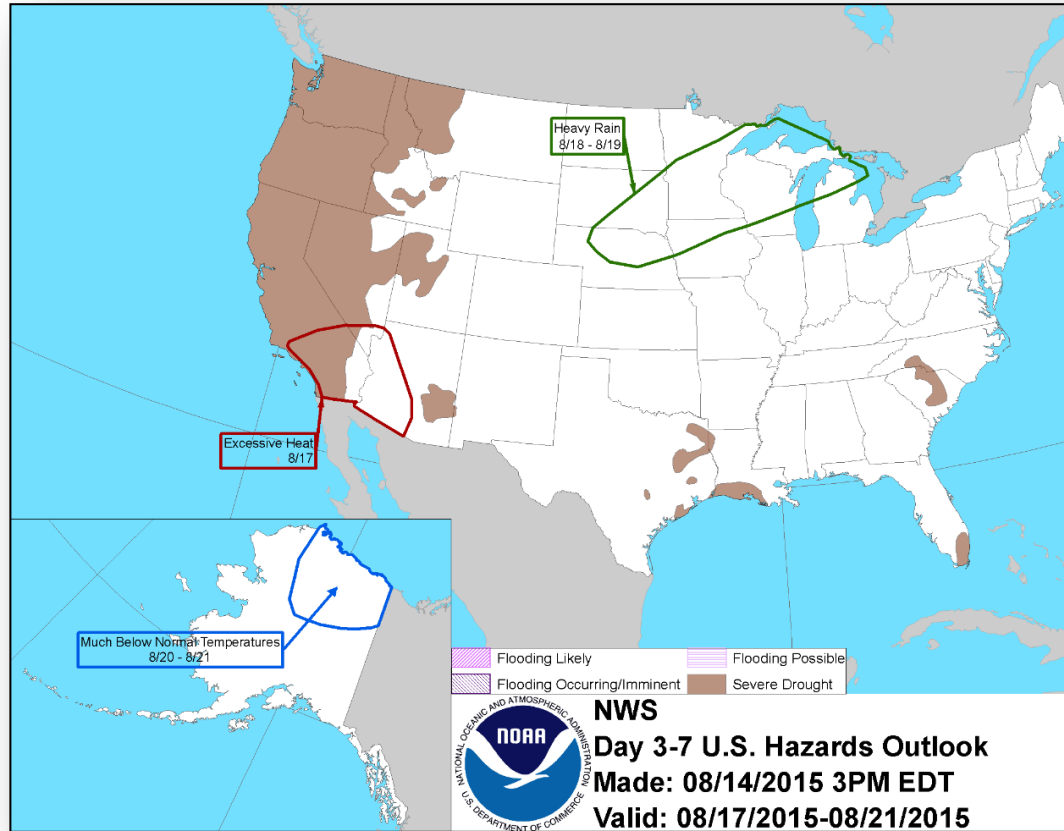 Heavy Rain
8/18 - 8/19
Excessive Heat
8/17
Much Below Normal Temperatures
8/20 - 8/21
Flooding Likely
Flooding Possible
Flooding Occurring/Imminent
Severe Drought
NATIONAL OCEANIC AND ATMOSPHERIC ADMINISTRATION
NOAA
U.S. DEPARTMENT OF COMMERCE
NWS
Day 3-7 U.S. Hazards Outlook
Made: 08/14/2015 3PM EDT
Valid: 08/17/2015-08/21/2015